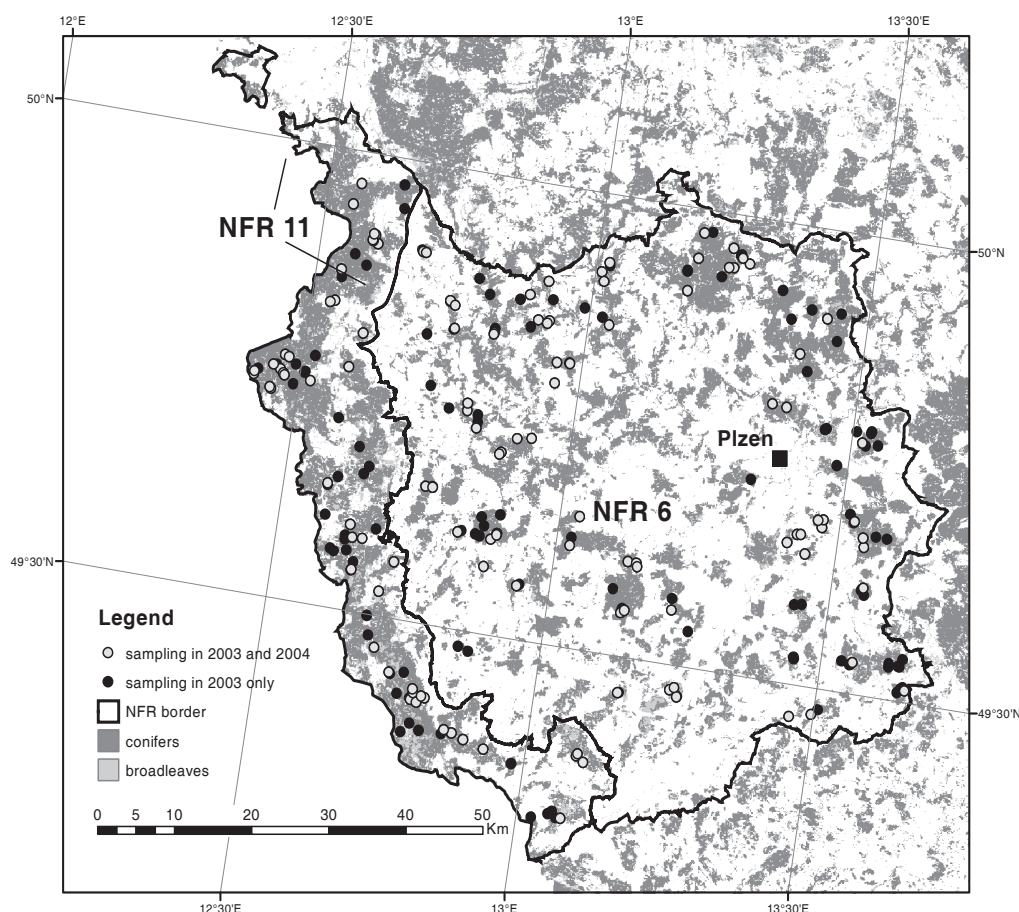 12°E 12°30'E 13°E 13°30'E
50°N
NFR 11
50°N
Plzen
NFR 6
49°30'N
Legend
sampling in 2003 and 2004
sampling in 2003 only
NFR border
conifers
broadleaves
49°30'N
0 5 10 20 30 40 50
Km
12°30'E 13°E 13°30'E